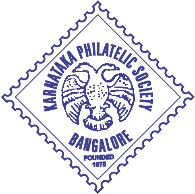 KARNATAKA PHILATELIC SOCIETY
BANGALORE
FOUNDED
1975